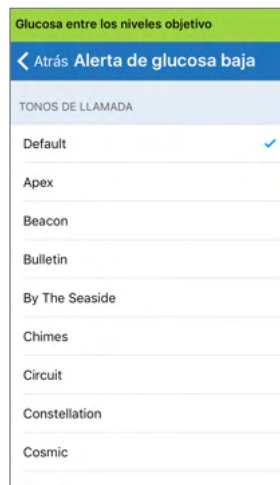 Glucosa entre los niveles objetivo
Atrás Alerta de glucosa baja
TONOS DE LLAMADA
Default
Apex
Beacon
Bulletin
By The Seaside
Chimes
Circuit
Constellation
Cosmic